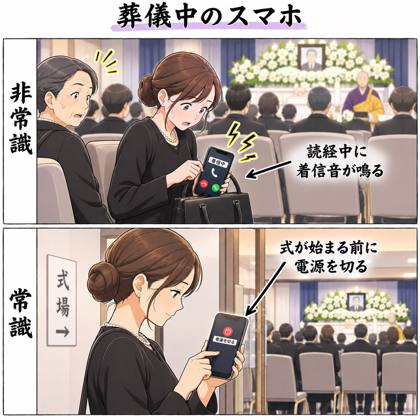 葬儀中のスマホ
非常識
着信中
読経中に
着信音が鳴る
常識
式場
→
式が始まる前に
電源を切る
電源を切る